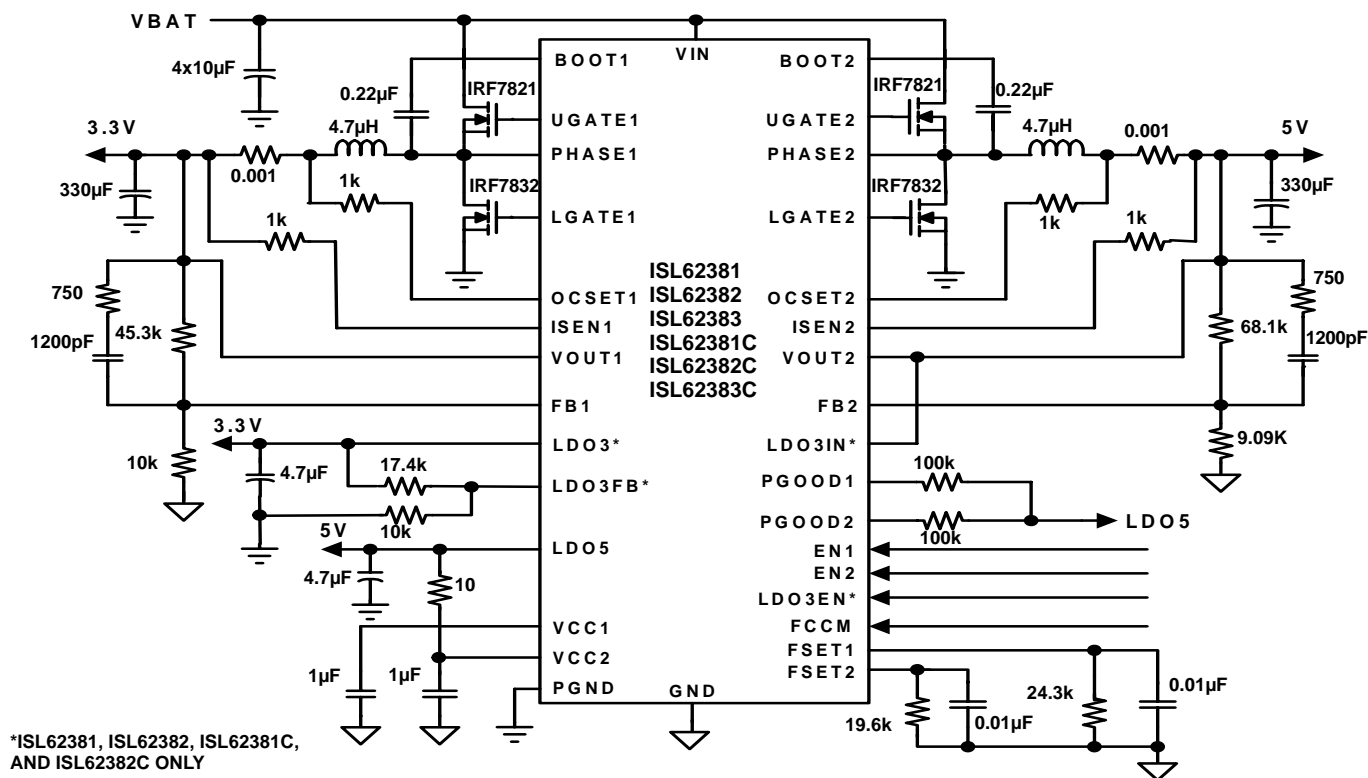 VBAT
VIN
4x10µF
BOOT1
BOOT2
IRF7821
IRF7821
0.22µF
0.22µF
UGATE1
UGATE2
3.3V
4.7µH
4.7µH
0.001
5V
PHASE1
PHASE2
0.001
330µF
1k
IRF7832
IRF7832
330µF
1k
LGATE1
LGATE2
1k
1k
ISL62381
ISL62382
ISL62383
ISL62381C
ISL62382C
ISL62383C
750
OCSET1
OCSET2
750
45.3k
ISEN1
ISEN2
68.1k
1200pF
VOUT1
VOUT2
1200pF
FB1
FB2
3.3V
LDO3*
LDO3IN*
9.09K
10k
4.7µF
17.4k
LDO3FB*
PGOOD1
100k
10k
PGOOD2
100k
LDO5
5V
LDO5
EN1
4.7µF
10
EN2
LDO3EN*
VCC1
FCCM
VCC2
FSET1
FSET2
1µF
1µF
PGND
GND
19.6k
0.01µF
24.3k
0.01µF
*ISL62381, ISL62382, ISL62381C,
AND ISL62382C ONLY